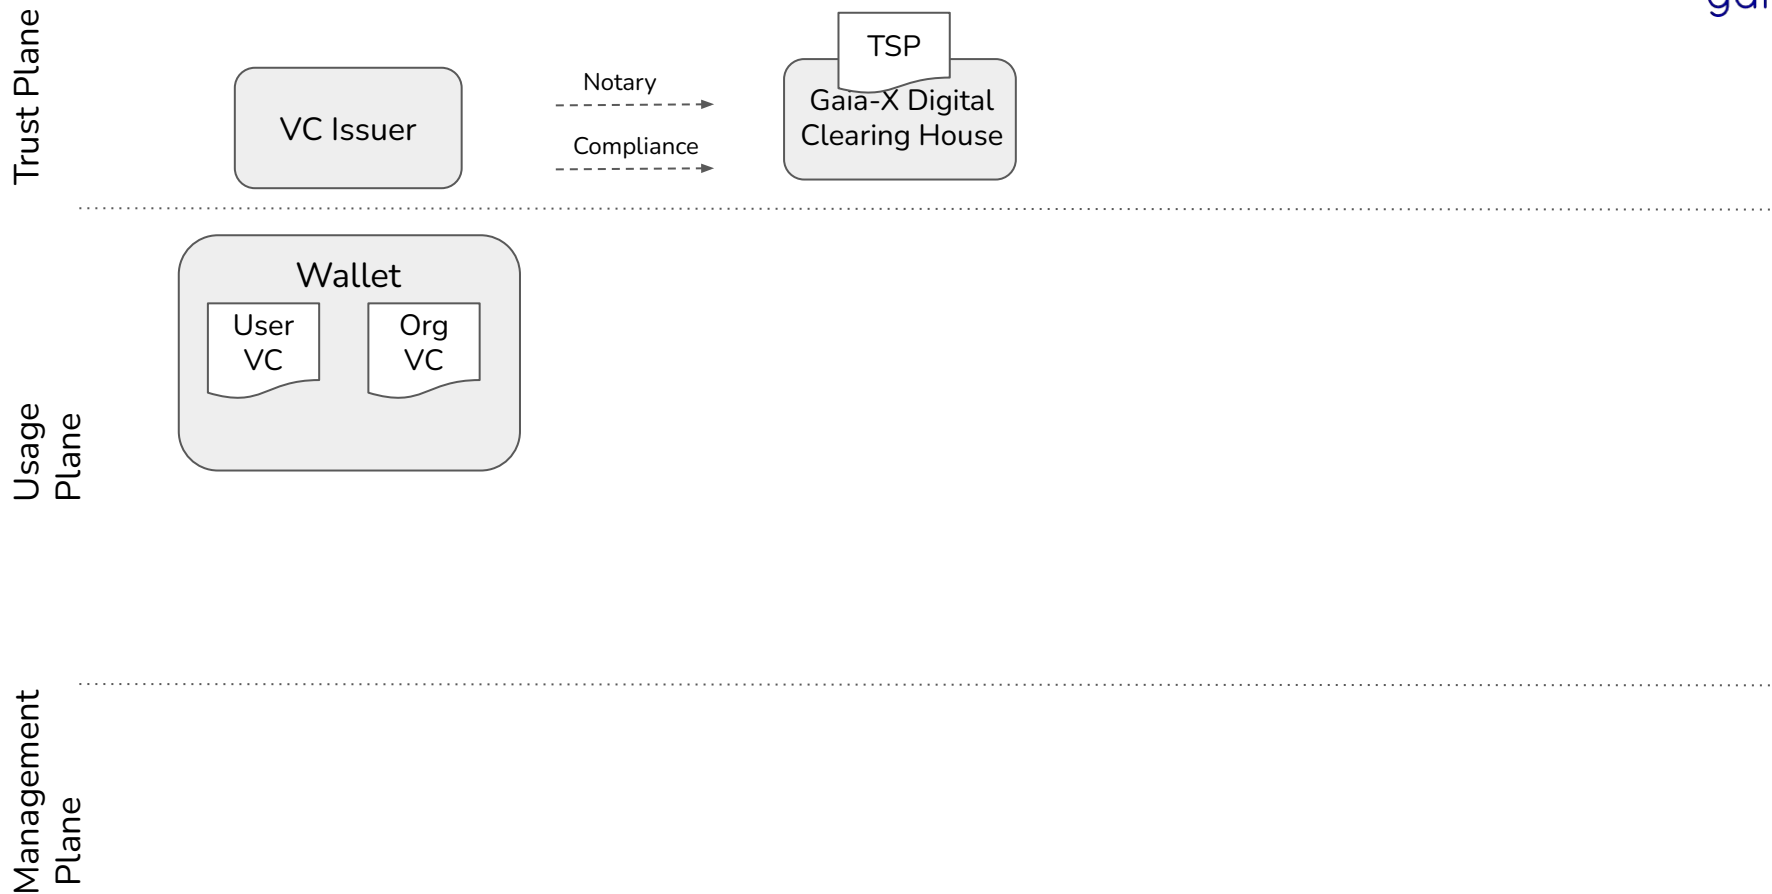 Trust Plane
TSP
Notary
Gaia-X Digital
Clearing House
VC Issuer
Compliance
Wallet
User
VC
Org
VC
Usage
Plane
Management
Plane